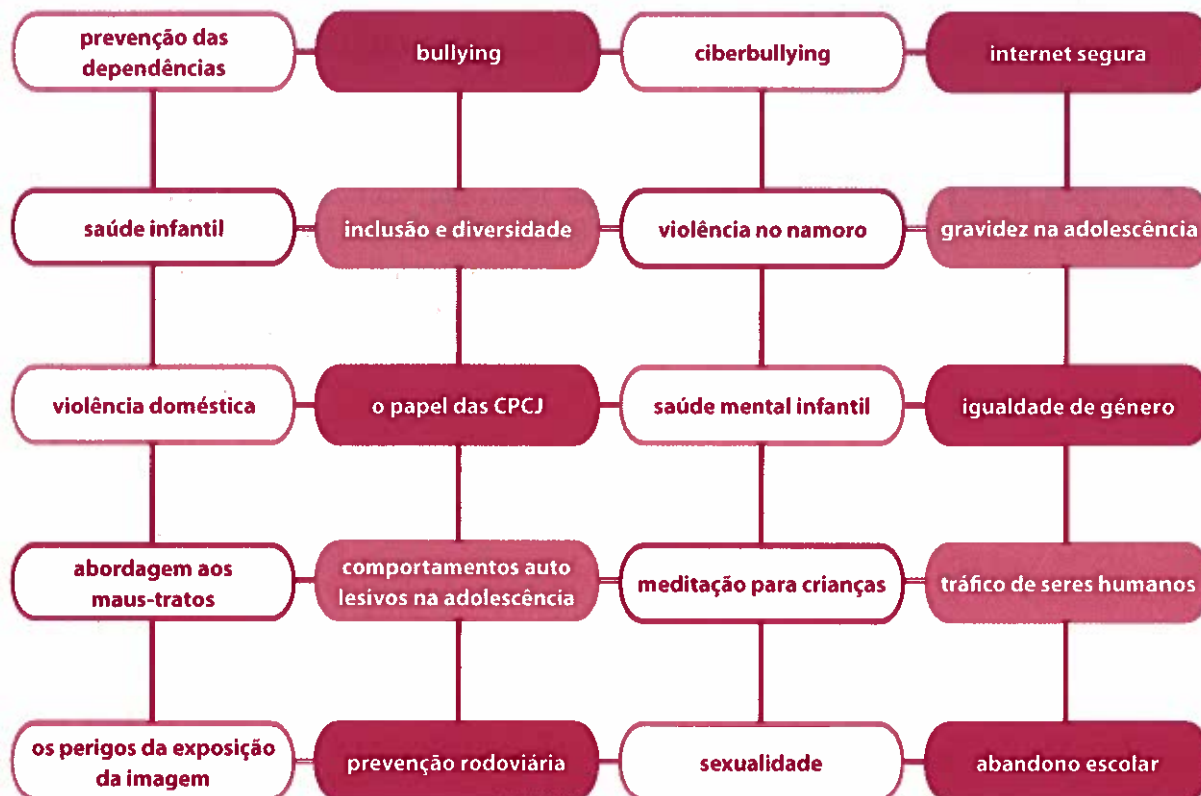 prevenção das
dependências
bullying
ciberbullying
internet segura
saúde infantil
inclusão e diversidade
violência no namoro
gravidez na adolescência
violência doméstica
o papel das CPCJ
saúde mental infantil
igualdade de género
abordagem aos
maus-tratos
comportamentos auto
lesivos na adolescência
meditação para crianças
tráfico de seres humanos
os perigos da exposição
da imagem
prevenção rodoviária
sexualidade
abandono escolar